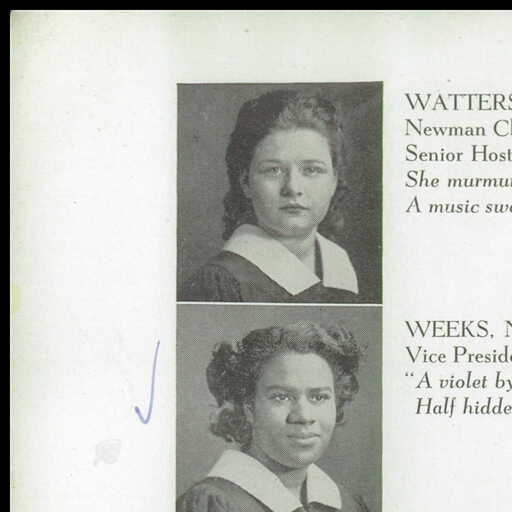 WATTERS
Newman Cl
Senior Host
She murmu
A music swe
WEEKS, N
Vice Preside
"A violet by
Half hidde